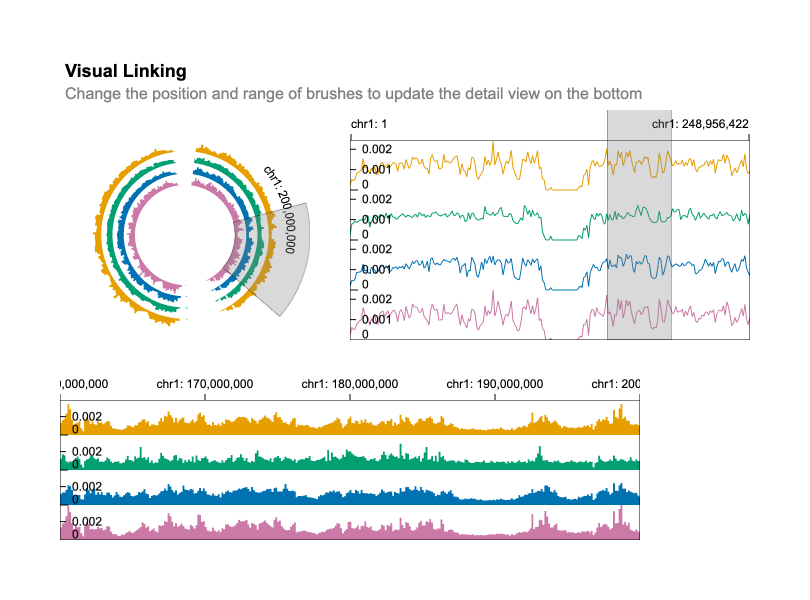 Visual Linking
Change the position and range of brushes to update the detail view on the bottom
chr1: 200,000,000
chr1: 1
chr1: 248,956,422
0.002
0.001
0
0.002
0.001
0
0.002
0.001
0
0.002
0.001
0
0,000,000
chr1: 170,000,000
chr1: 180,000,000
chr1: 190,000,000
chr1: 200
0.002
0
0.002
0
0.002
0
0.002
0